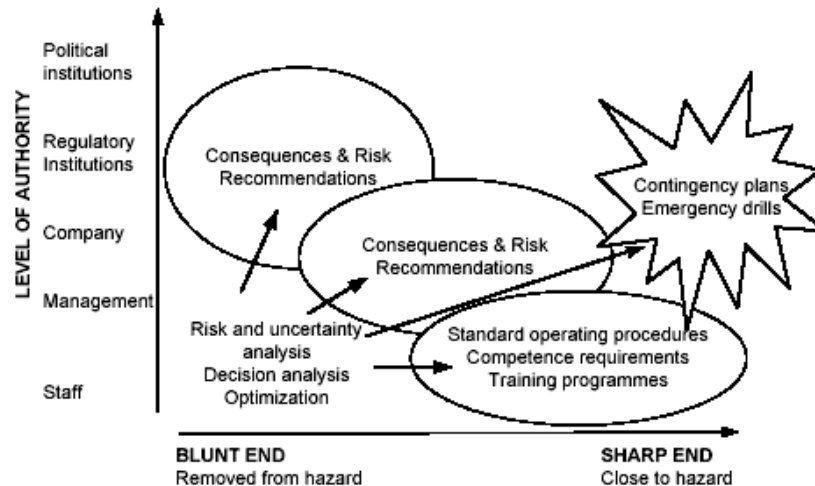 LEVEL OF AUTHORITY
Political
institutions
Regulatory
Institutions
Company
Management
Staff
Consequences & Risk
Recommendations
Consequences & Risk
Recommendations
Contingency plans
Emergency drills
Risk and uncertainty
analysis
Decision analysis
Optimization
Standard operating procedures
Competence requirements
Training programmes
BLUNT END
Removed from hazard
SHARP END
Close to hazard